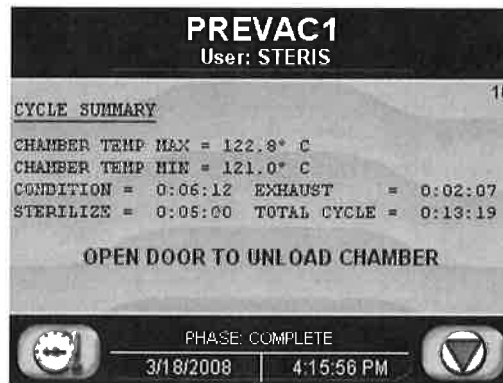 PREVAC1
User: STERIS
18
CYCLE SUMMARY
CHAMBER TEMP MAX = 122.8° C
CHAMBER TEMP MIN = 121.0° C
CONDITION = 0:06:12 EXHAUST = 0:02:07
STERILIZE = 0:05:00 TOTAL CYCLE = 0:13:19
OPEN DOOR TO UNLOAD CHAMBER
PHASE: COMPLETE
3/18/2008 4:15:56 PM